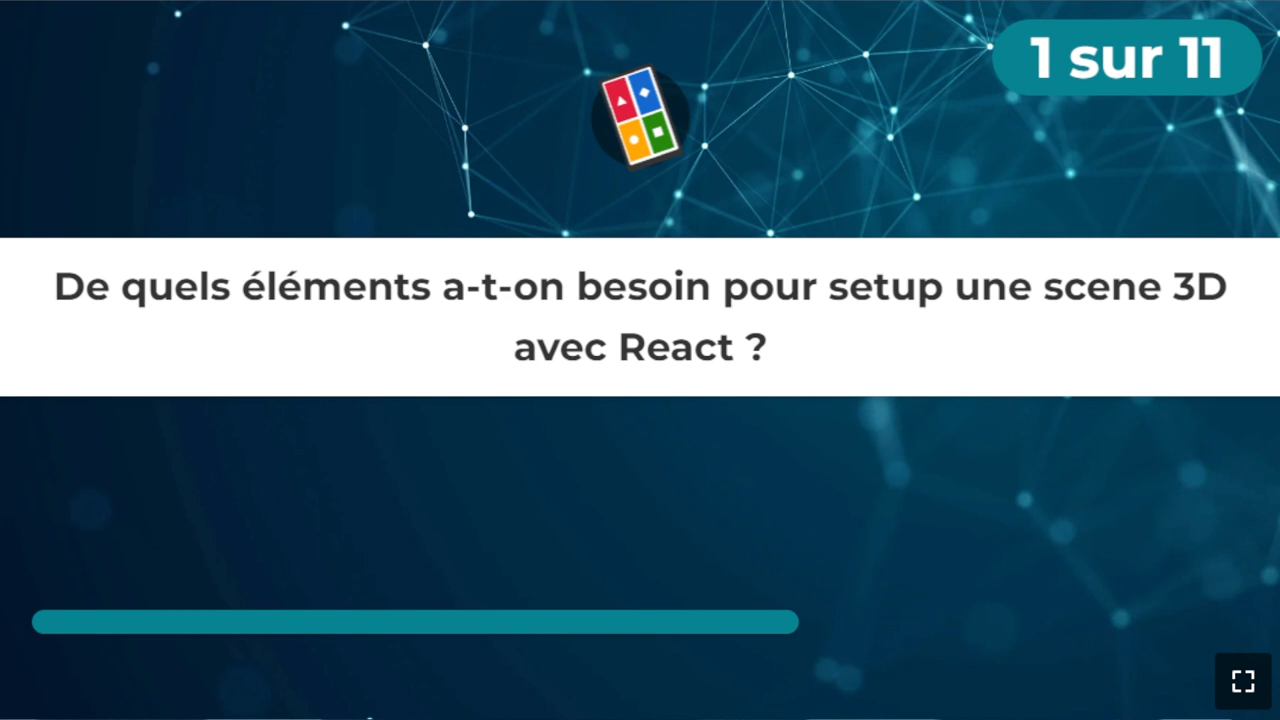 1 sur 11
De quels éléments a-t-on besoin pour setup une scene 3D
avec React ?